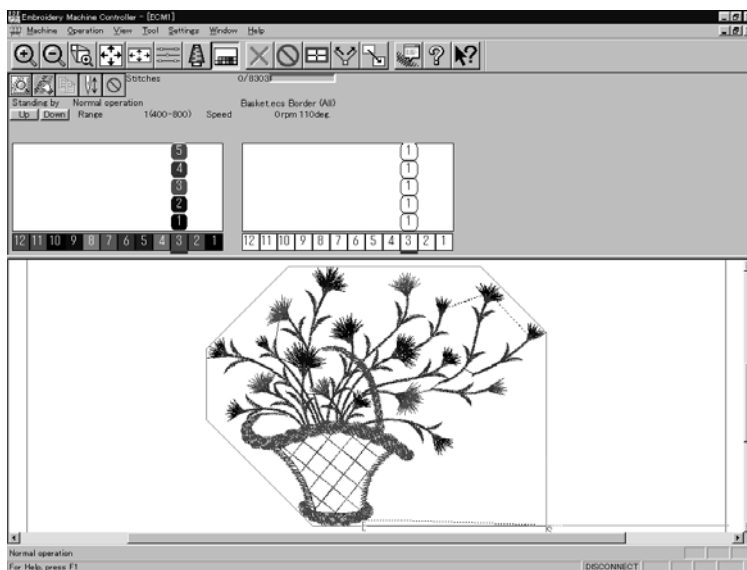 Embroidery Machine Controller - [ECM1]
Machine Operation View Tool Settings Window Help
Stitches 0/8303
Standing by Normal operation Basket.ecs Border (All)
Up Down Range 1(400-800) Speed 0rpm 110deg.
5 1
4 1
3 1
2 1
1 1
12 11 10 9 8 7 6 5 4 3 2 1 12 11 10 9 8 7 6 5 4 3 2 1
Normal operation
For Help, press F1 DISCONNECT